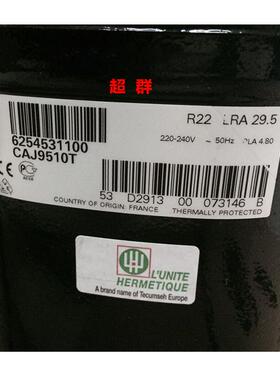 超群
R22 LRA 29.5
220-240V ~ 50Hz RLA 4.80
6254531100
CAJ9510T
53 D2913 00 073146 B
COUNTRY OF ORIGIN: FRANCE THERMALLY PROTECTED
L'UNITE
HERMETIQUE
A brand name of Tecumseh Europe